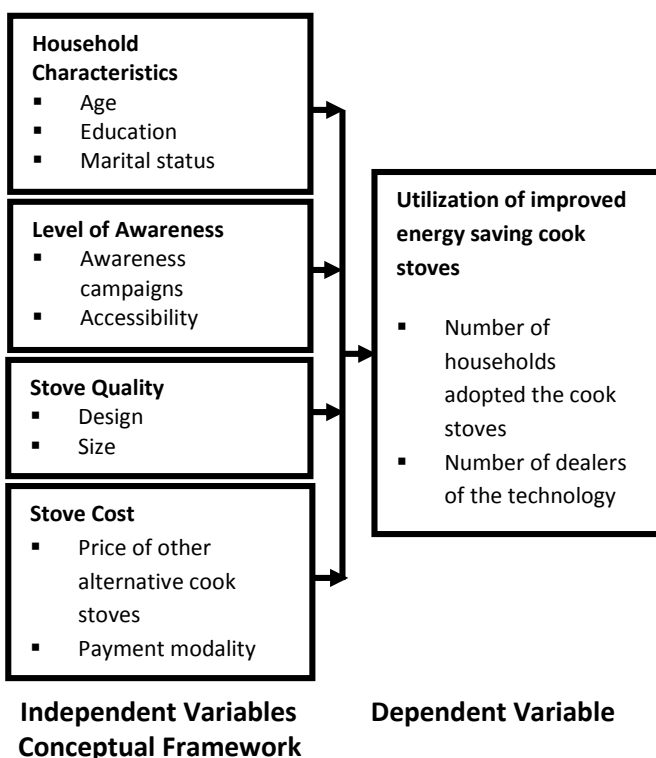 Household
Characteristics
▪ Age
▪ Education
▪ Marital status
Level of Awareness
▪ Awareness
campaigns
▪ Accessibility
Stove Quality
▪ Design
▪ Size
Stove Cost
▪ Price of other
alternative cook
stoves
▪ Payment modality
Utilization of improved
energy saving cook
stoves
▪ Number of
households
adopted the cook
stoves
▪ Number of dealers
of the technology
Independent Variables
Dependent Variable
Conceptual Framework